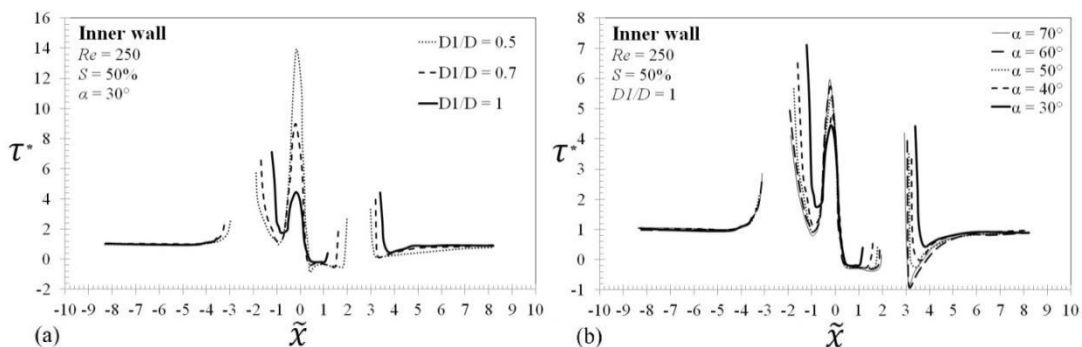 Inner wall
Re = 250
S = 50%
α = 30°
D1/D = 0.5
D1/D = 0.7
D1/D = 1
τ*
16
14
12
10
8
6
4
2
0
-2
-10 -9 -8 -7 -6 -5 -4 -3 -2 -1 0 1 2 3 4 5 6 7 8 9 10
(a)
x̃
Inner wall
Re = 250
S = 50%
D1/D = 1
α = 70°
α = 60°
α = 50°
α = 40°
α = 30°
τ*
8
7
6
5
4
3
2
1
0
-1
-10 -9 -8 -7 -6 -5 -4 -3 -2 -1 0 1 2 3 4 5 6 7 8 9 10
(b)
x̃